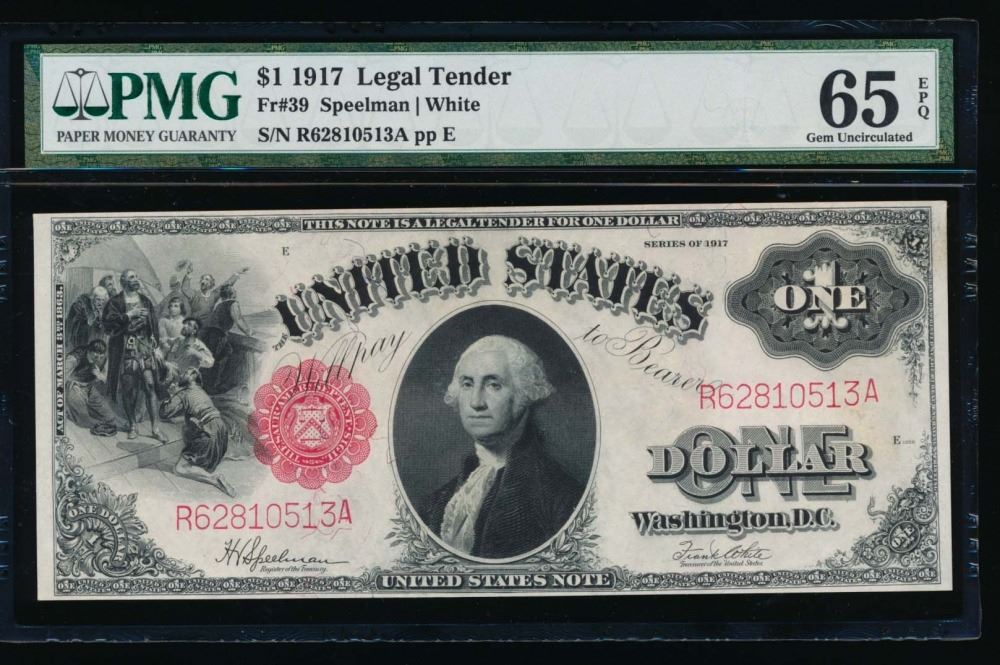 PMG
PAPER MONEY GUARANTY
$1 1917 Legal Tender
Fr#39 Speelman | White
S/N R62810513A pp E
65 EPQ
Gem Uncirculated
THIS NOTE IS A LEGAL TENDER FOR ONE DOLLAR
E
SERIES OF 1917
UNITED STATES
ACT OF MARCH 3RD 1863.
ONE
Will pay to Bearer
R62810513A
ONE
DOLLAR
E
Washington, D.C.
R62810513A
ONE DOLLAR
H V Speelman
Register of the Treasury.
Frank White
Treasurer of the United States
UNITED STATES NOTE